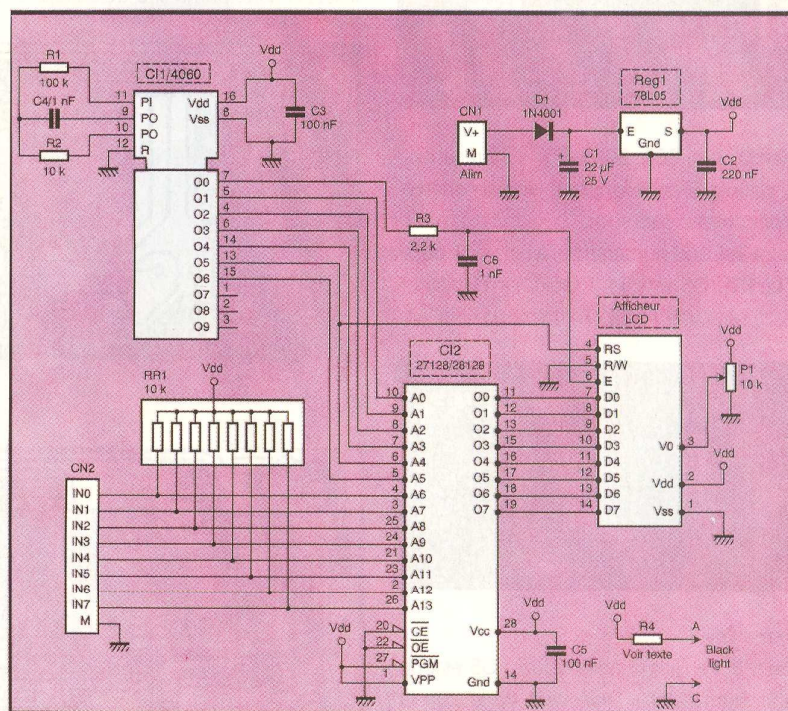 R1
100 k
C4/1 nF
R2
10 k
CI1/4060
11 PI
9 PO
10 PO
12 R
Vdd 16
Vss 8
Vdd
C3
100 nF
O0 7
O1 5
O2 4
O3 6
O4 14
O5 13
O6 15
O7 1
O8 2
O9 3
CN1
V+
M
Alim
D1
1N4001
C1
22 µF
25 V
+
Reg1
78L05
E S
Gnd
Vdd
C2
220 nF
R3
2,2 k
C6
1 nF
Afficheur
LCD
4 RS
5 R/W
6 E
7 D0
8 D1
9 D2
10 D3
11 D4
12 D5
13 D6
14 D7
V0 3
Vdd 2
Vss 1
Vdd
P1
10 k
Vdd
RR1
10 k
Vdd
CN2
IN0
IN1
IN2
IN3
IN4
IN5
IN6
IN7
M
CI2
27128/28128
10 A0
9 A1
8 A2
7 A3
6 A4
5 A5
4 A6
3 A7
25 A8
24 A9
21 A10
23 A11
2 A12
26 A13
20 CE
22 OE
27 PGM
1 VPP
O0 11
O1 12
O2 13
O3 15
O4 16
O5 17
O6 18
O7 19
Vcc 28
Gnd 14
Vdd
Vdd
C5
100 nF
Vdd
R4
Voir texte
A
Black
light
C